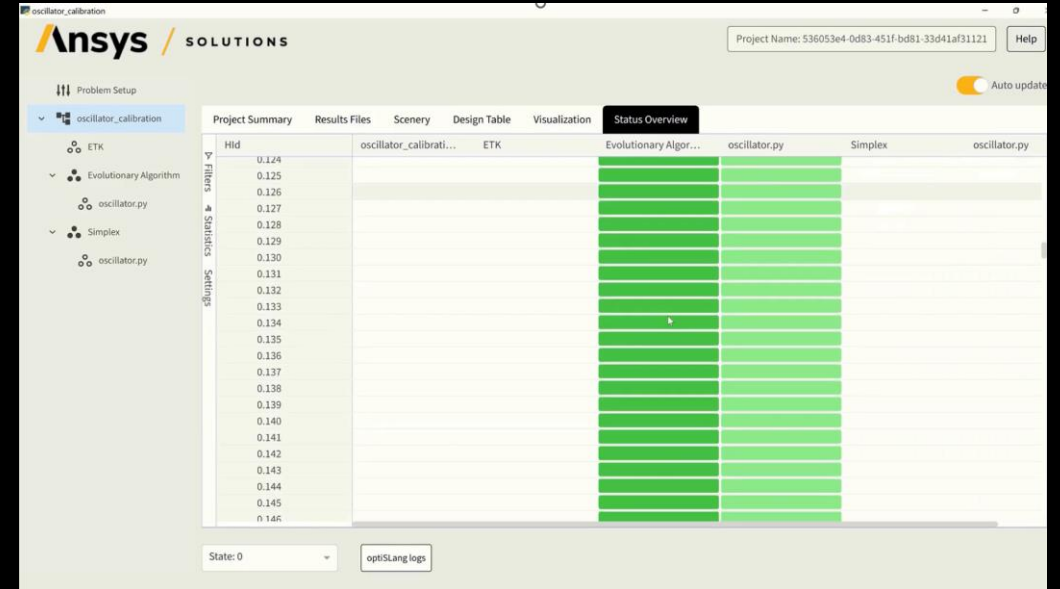 oscillator_calibration
Ansys / SOLUTIONS
Project Name: 536053e4-0d83-451f-bd81-33d41af31121
Help
Auto update
Problem Setup
oscillator_calibration
ETK
Evolutionary Algorithm
oscillator.py
Simplex
oscillator.py
Project Summary Results Files Scenery Design Table Visualization Status Overview
Filters
Statistics
Settings
HId oscillator_calibrati... ETK Evolutionary Algor... oscillator.py Simplex oscillator.py
0.124
0.125
0.126
0.127
0.128
0.129
0.130
0.131
0.132
0.133
0.134
0.135
0.136
0.137
0.138
0.139
0.140
0.141
0.142
0.143
0.144
0.145
0.146
State: 0
optiSLang logs